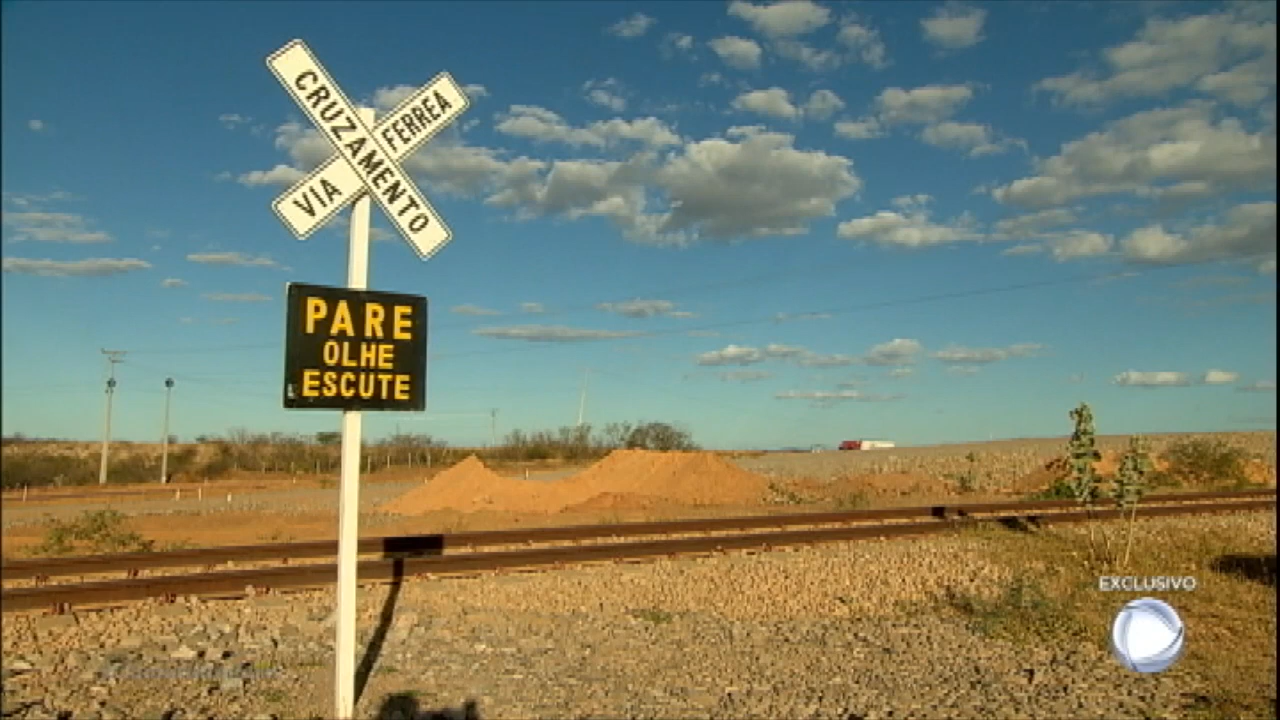 CRUZAMENTO
VIA FERREA
PARE
OLHE
ESCUTE
EXCLUSIVO